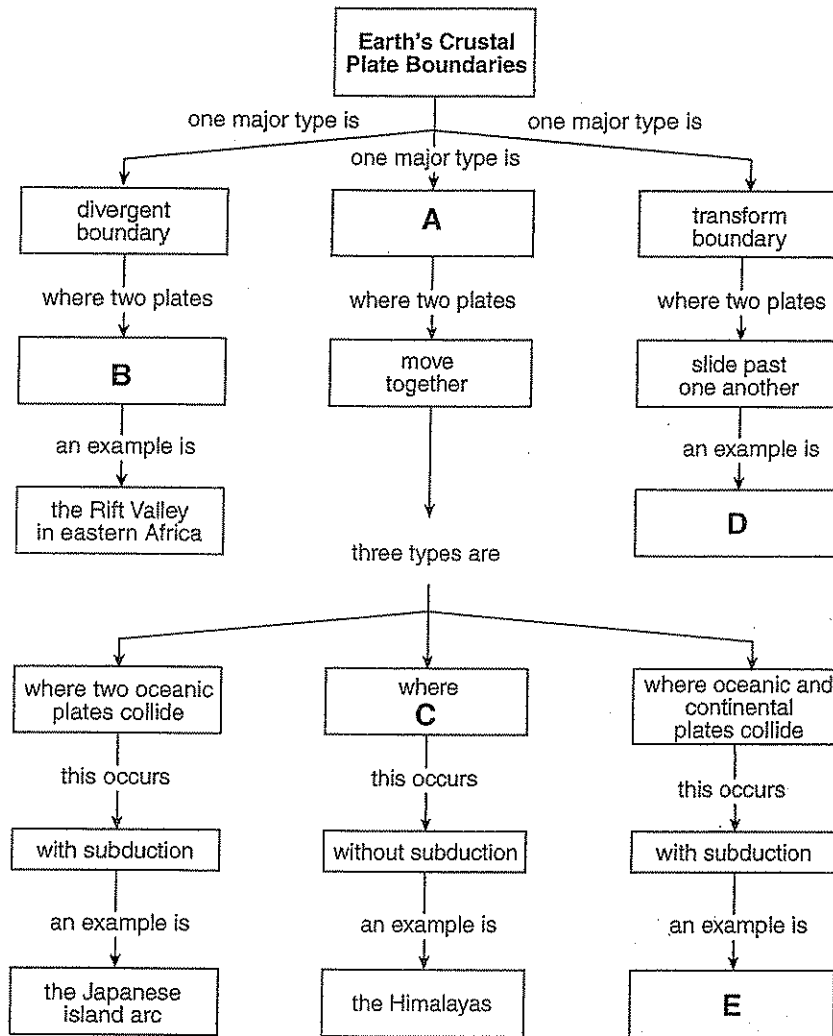 Earth's Crustal
Plate Boundaries
one major type is
one major type is
one major type is
divergent
boundary
A
transform
boundary
where two plates
where two plates
where two plates
B
move
together
slide past
one another
an example is
an example is
the Rift Valley
in eastern Africa
D
three types are
where two oceanic
plates collide
where
C
where oceanic and
continental
plates collide
this occurs
this occurs
this occurs
with subduction
without subduction
with subduction
an example is
an example is
an example is
the Japanese
island arc
the Himalayas
E